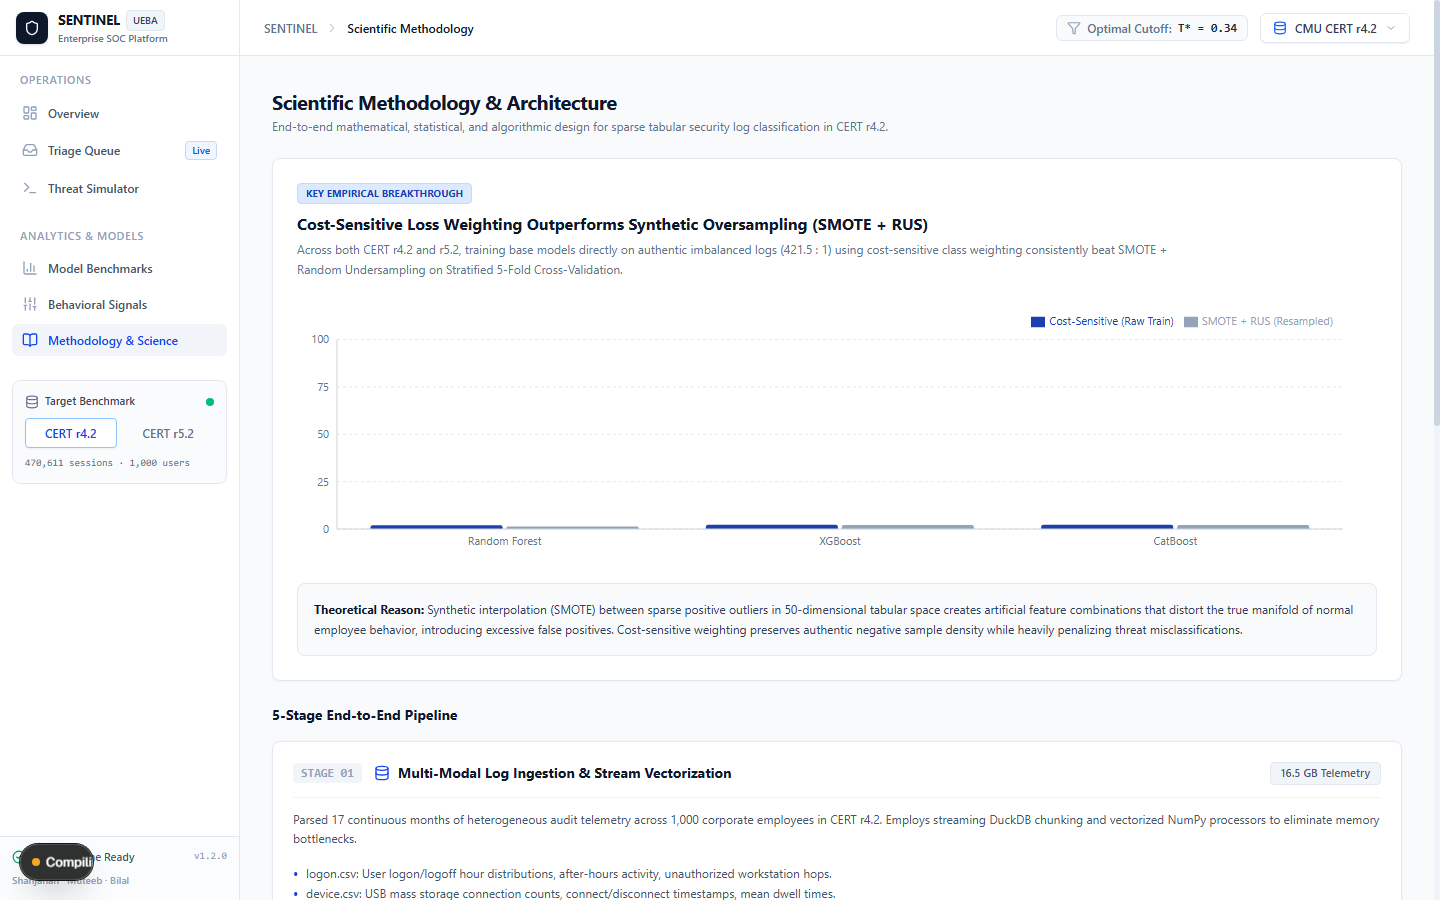 SENTINEL UEBA
Enterprise SOC Platform
SENTINEL > Scientific Methodology
Optimal Cutoff: T* = 0.34
CMU CERT r4.2
OPERATIONS
Overview
Triage Queue Live
Threat Simulator
ANALYTICS & MODELS
Model Benchmarks
Behavioral Signals
Methodology & Science
Target Benchmark
CERT r4.2 CERT r5.2
470,611 sessions · 1,000 users
Scientific Methodology & Architecture
End-to-end mathematical, statistical, and algorithmic design for sparse tabular security log classification in CERT r4.2.
KEY EMPIRICAL BREAKTHROUGH
Cost-Sensitive Loss Weighting Outperforms Synthetic Oversampling (SMOTE + RUS)
Across both CERT r4.2 and r5.2, training base models directly on authentic imbalanced logs (421.5 : 1) using cost-sensitive class weighting consistently beat SMOTE +
Random Undersampling on Stratified 5-Fold Cross-Validation.
Cost-Sensitive (Raw Train) SMOTE + RUS (Resampled)
100
75
50
25
0
Random Forest XGBoost CatBoost
Theoretical Reason: Synthetic interpolation (SMOTE) between sparse positive outliers in 50-dimensional tabular space creates artificial feature combinations that distort the true manifold of normal
employee behavior, introducing excessive false positives. Cost-sensitive weighting preserves authentic negative sample density while heavily penalizing threat misclassifications.
5-Stage End-to-End Pipeline
STAGE 01 Multi-Modal Log Ingestion & Stream Vectorization 16.5 GB Telemetry
Parsed 17 continuous months of heterogeneous audit telemetry across 1,000 corporate employees in CERT r4.2. Employs streaming DuckDB chunking and vectorized NumPy processors to eliminate memory
bottlenecks.
• logon.csv: User logon/logoff hour distributions, after-hours activity, unauthorized workstation hops.
• device.csv: USB mass storage connection counts, connect/disconnect timestamps, mean dwell times.
Compili
Ready v1.2.0
Muteeb · Bilal